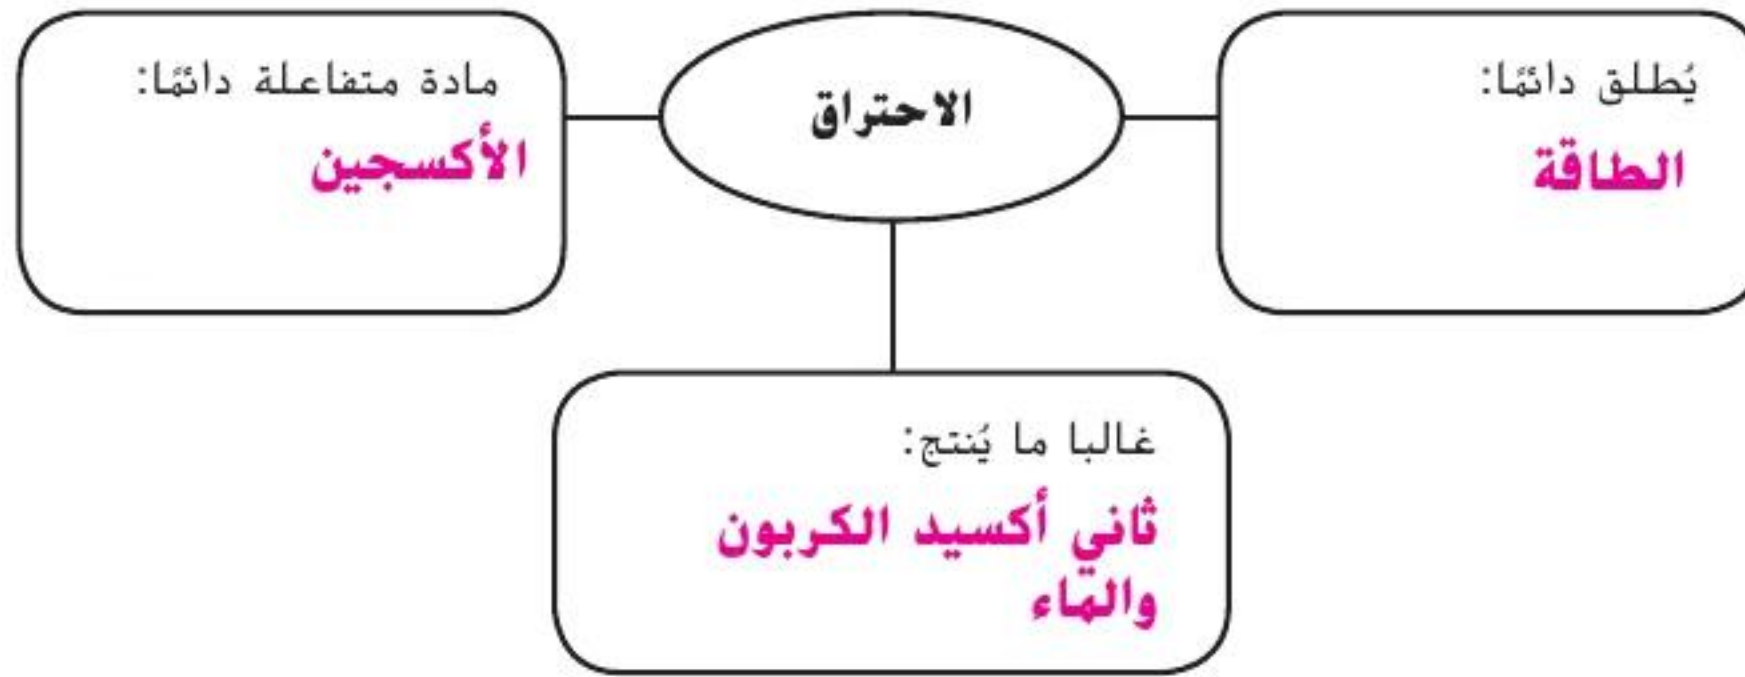 الاحتراق
يُطلق دائمًا:
الطاقة
مادة متفاعلة دائمًا:
الأكسجين
غالبا ما يُنتج:
ثاني أكسيد الكربون
والماء